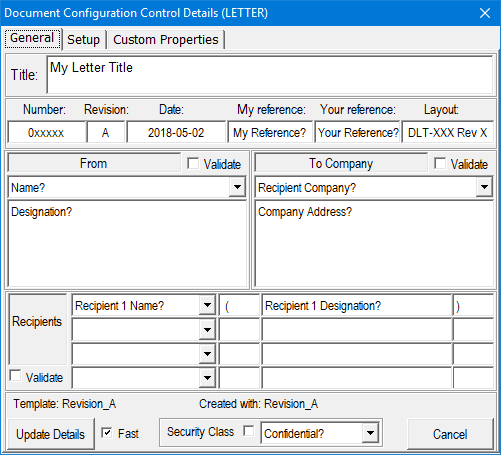 Document Configuration Control Details (LETTER)
General Setup Custom Properties
Title: My Letter Title
Number: Revision: Date: My reference: Your reference: Layout:
0xxxxx A 2018-05-02 My Reference? Your Reference? DLT-XXX Rev X
From Validate To Company Validate
Name? Recipient Company?
Designation? Company Address?
Recipient 1 Name? ( Recipient 1 Designation? )
Recipients
Validate
Template: Revision_A Created with: Revision_A
Update Details Fast Security Class Confidential? Cancel